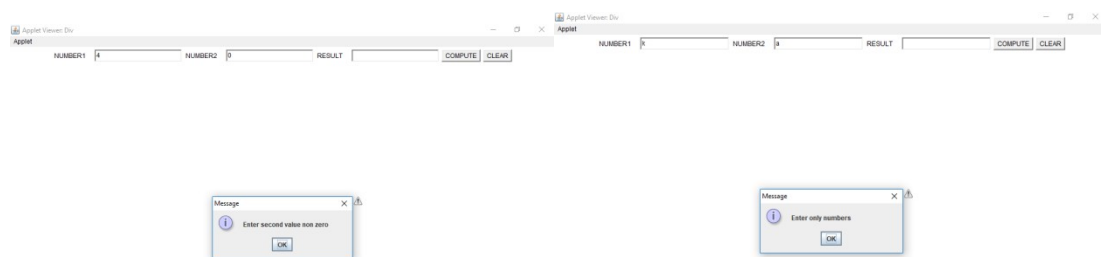 Applet Viewer: Div
Applet
NUMBER1 4 NUMBER2 0 RESULT COMPUTE CLEAR
Message
Enter second value non zero
OK
Applet Viewer: Div
Applet
NUMBER1 NUMBER2 a RESULT COMPUTE CLEAR
Message
Enter only numbers
OK